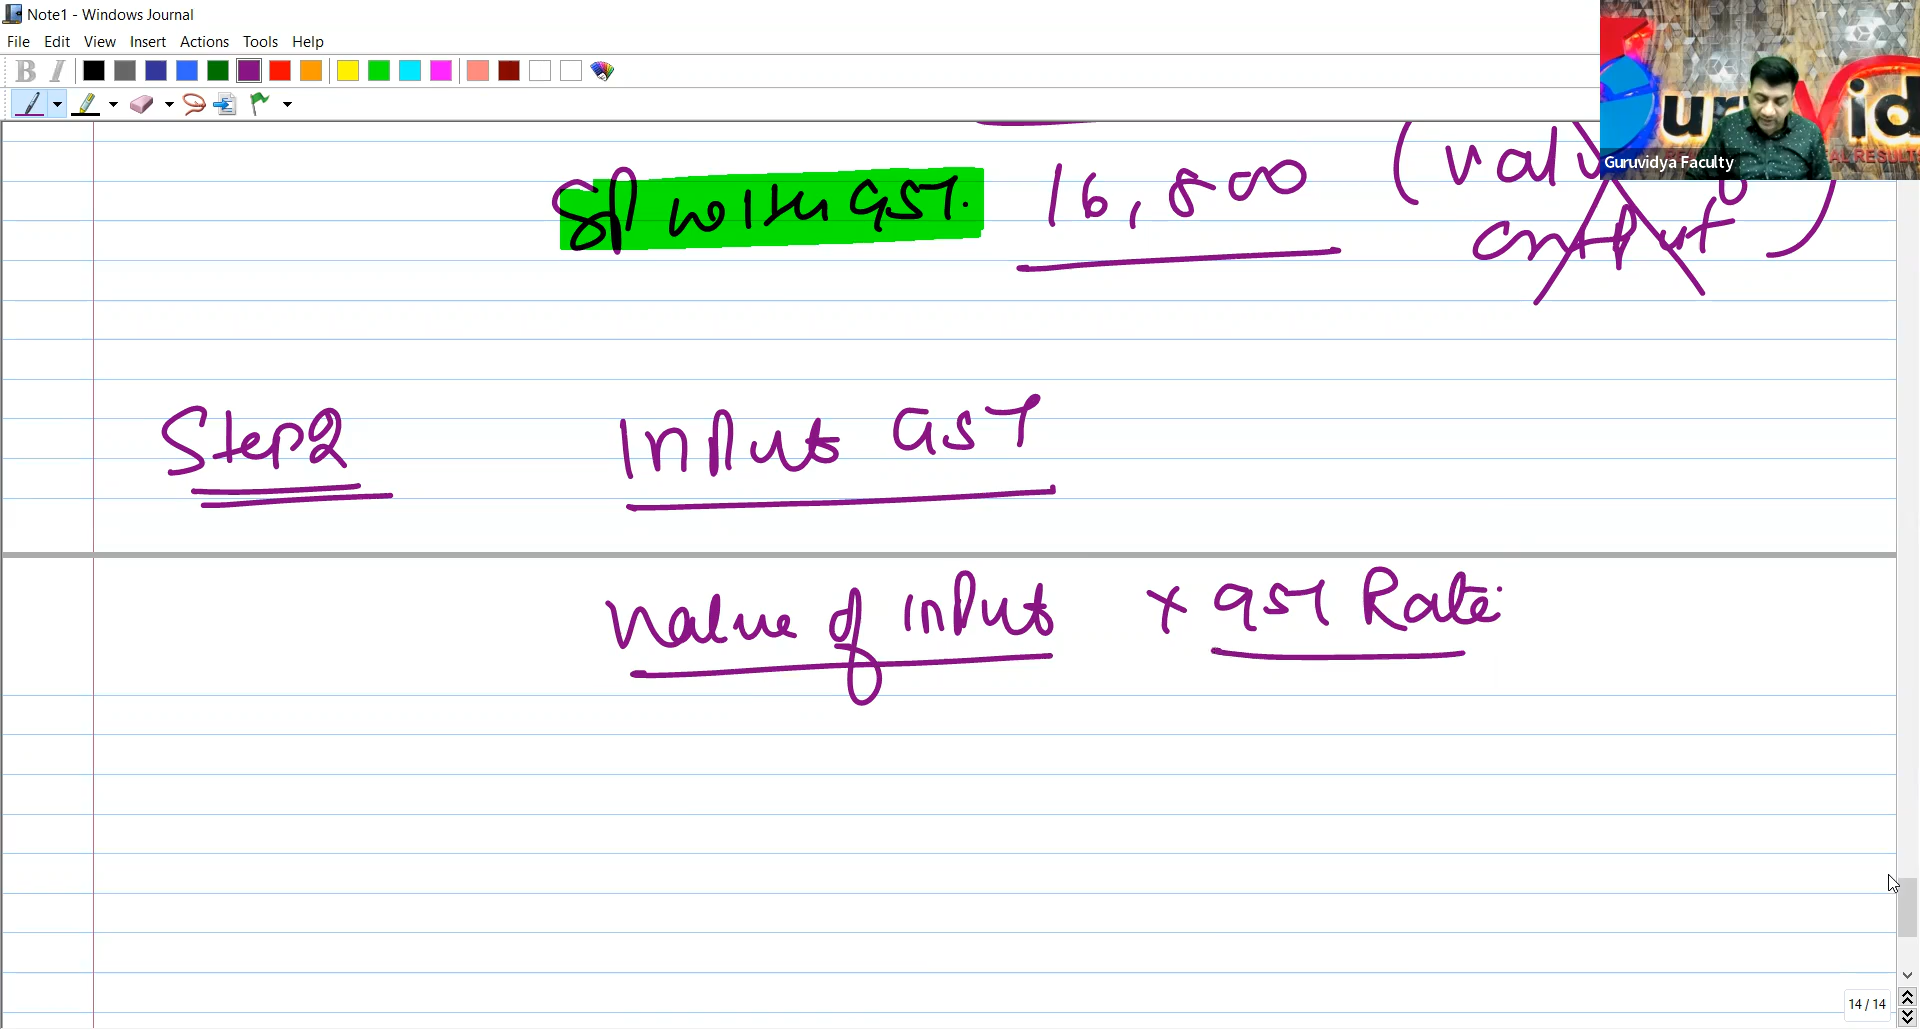 Note1 - Windows Journal
File Edit View Insert Actions Tools Help
B I
Guruvidya Faculty
SP with GST. 16,800
output
Step2 Input GST
Value of input x GST Rate
14 / 14